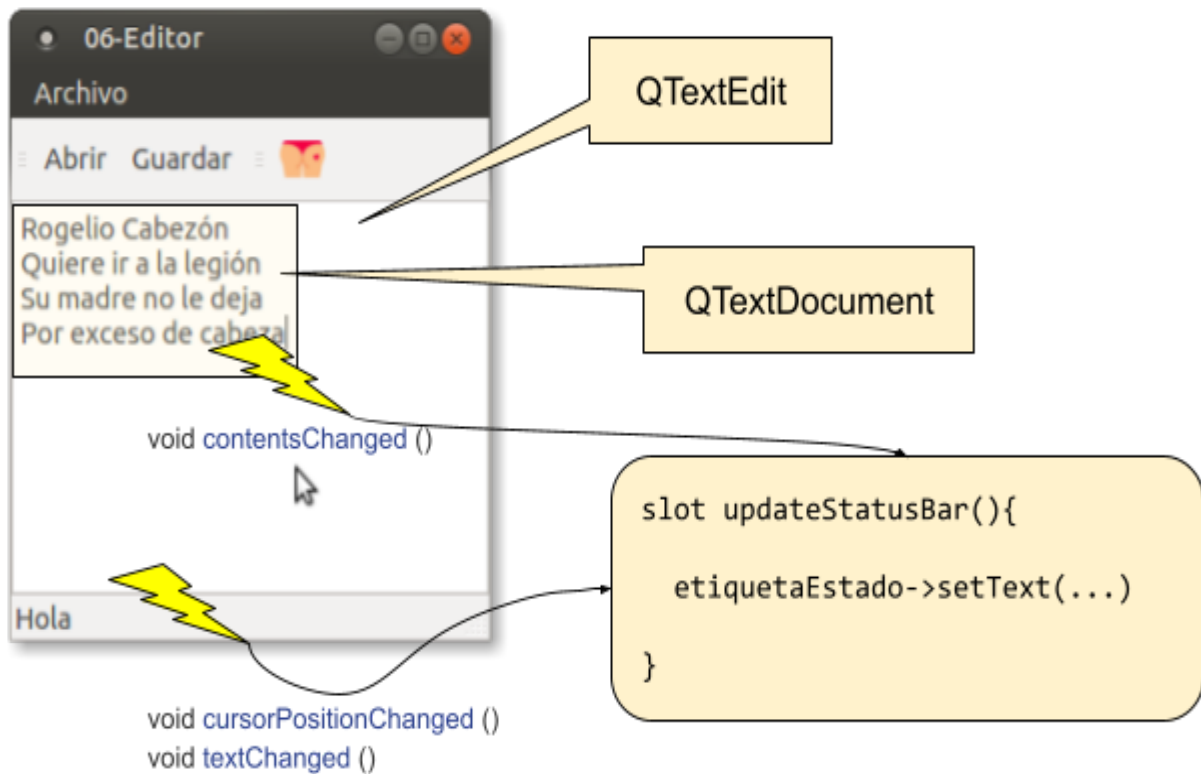 06-Editor
Archivo
Abrir Guardar
QTextEdit
Rogelio Cabezón
Quiere ir a la legión
Su madre no le deja
Por exceso de cabeza
QTextDocument
void contentsChanged ()
slot updateStatusBar(){
etiquetaEstado->setText(...)
}
Hola
void cursorPositionChanged ()
void textChanged ()